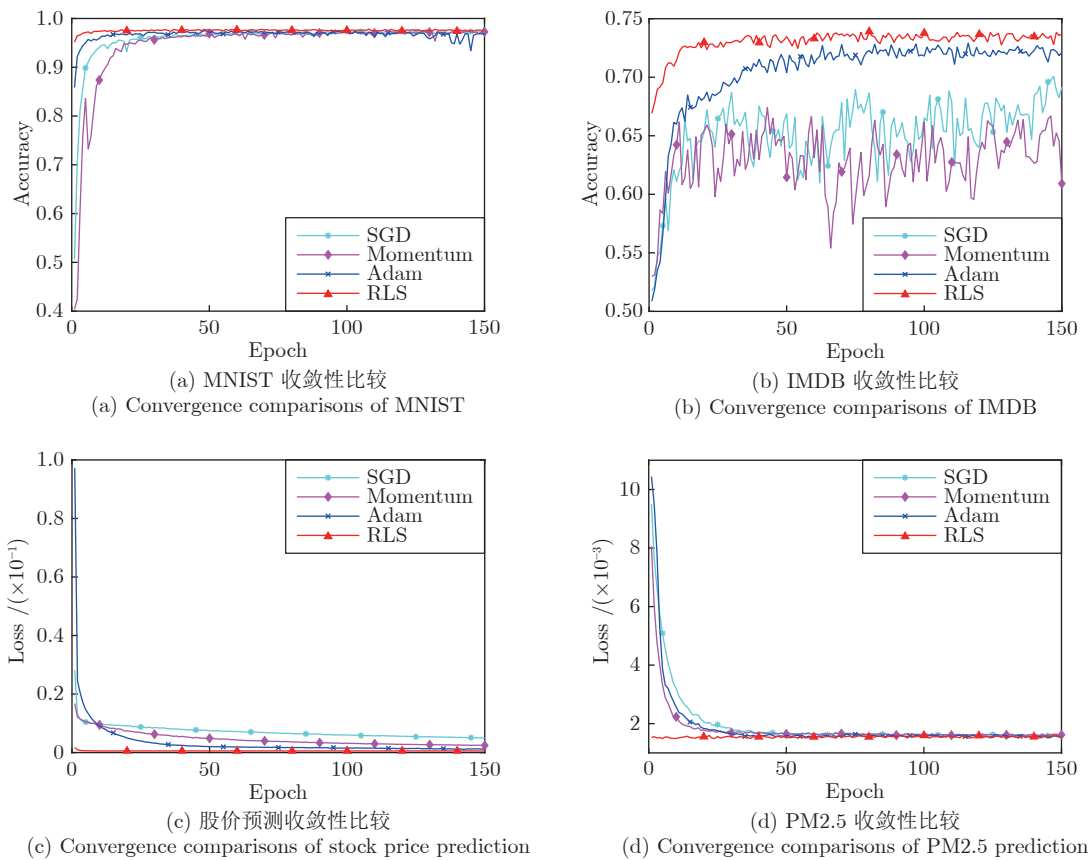 1.0
0.9
0.8
0.7
0.6
0.5
0.4
Accuracy
0 50 100 150
Epoch
SGD
Momentum
Adam
RLS
(a) MNIST 收敛性比较
(a) Convergence comparisons of MNIST
0.75
0.70
0.65
0.60
0.55
0.50
Accuracy
0 50 100 150
Epoch
SGD
Momentum
Adam
RLS
(b) IMDB 收敛性比较
(b) Convergence comparisons of IMDB
1.0
0.8
0.6
0.4
0.2
0
Loss /(×10⁻¹)
0 50 100 150
Epoch
SGD
Momentum
Adam
RLS
(c) 股价预测收敛性比较
(c) Convergence comparisons of stock price prediction
10
8
6
4
2
Loss /(×10⁻³)
0 50 100 150
Epoch
SGD
Momentum
Adam
RLS
(d) PM2.5 收敛性比较
(d) Convergence comparisons of PM2.5 prediction